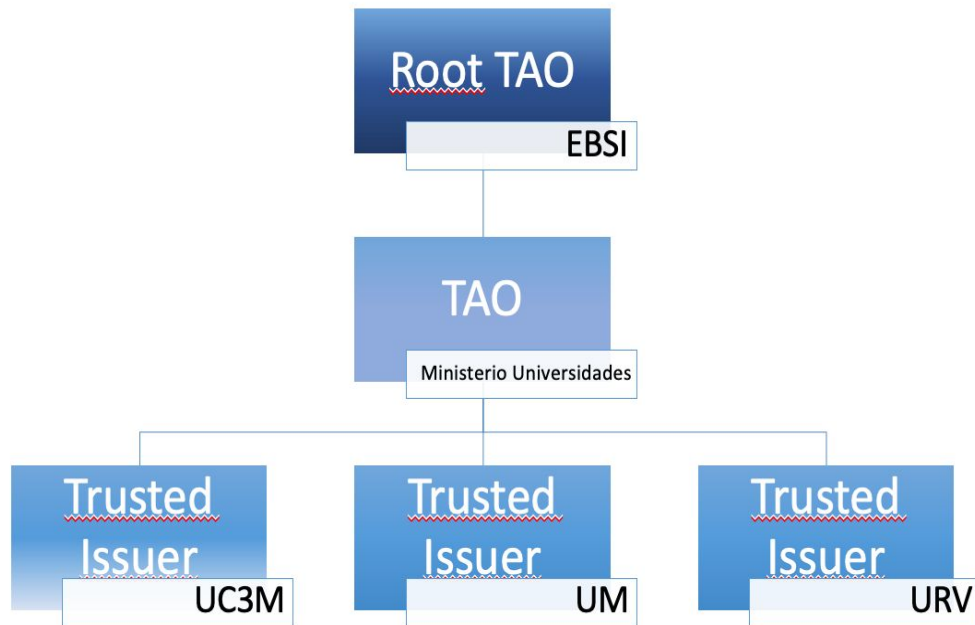 Root TAO
EBSI
TAO
Ministerio Universidades
Trusted
Issuer
UC3M
Trusted
Issuer
UM
Trusted
Issuer
URV